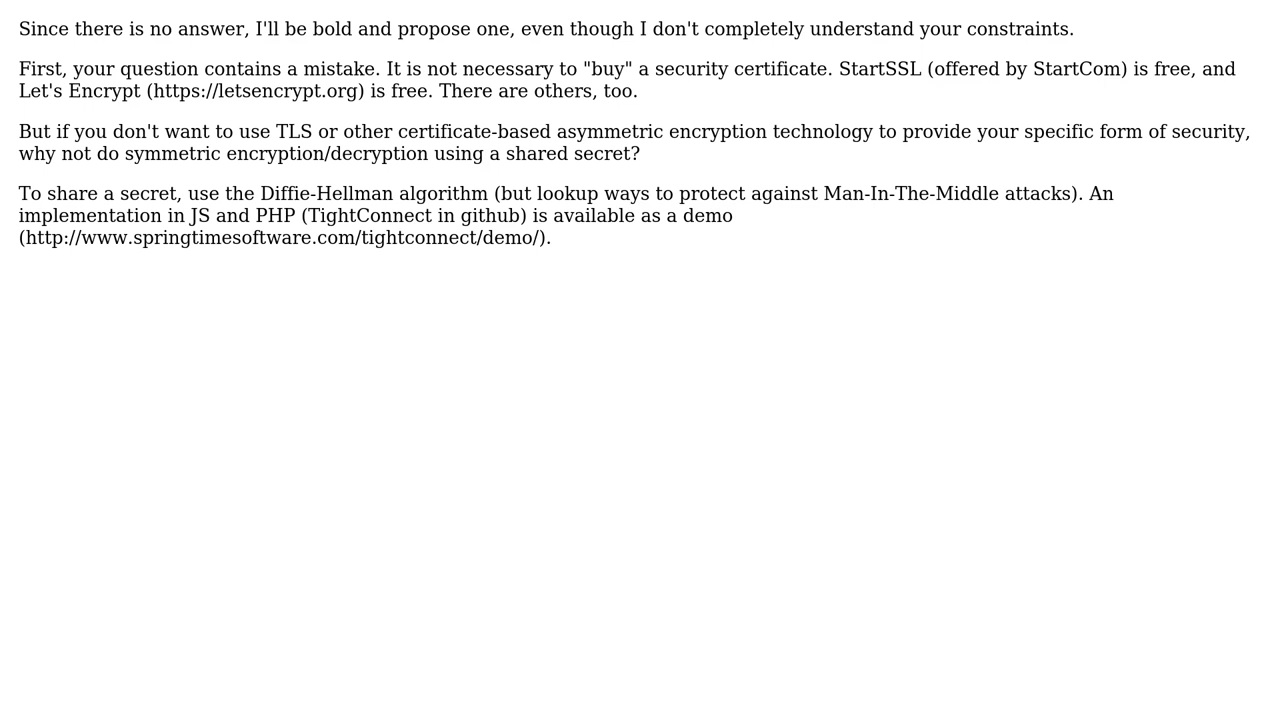 Since there is no answer, I'll be bold and propose one, even though I don't completely understand your constraints.
First, your question contains a mistake. It is not necessary to "buy" a security certificate. StartSSL (offered by StartCom) is free, and
Let's Encrypt (https://letsencrypt.org) is free. There are others, too.
But if you don't want to use TLS or other certificate-based asymmetric encryption technology to provide your specific form of security,
why not do symmetric encryption/decryption using a shared secret?
To share a secret, use the Diffie-Hellman algorithm (but lookup ways to protect against Man-In-The-Middle attacks). An
implementation in JS and PHP (TightConnect in github) is available as a demo
(http://www.springtimesoftware.com/tightconnect/demo/).